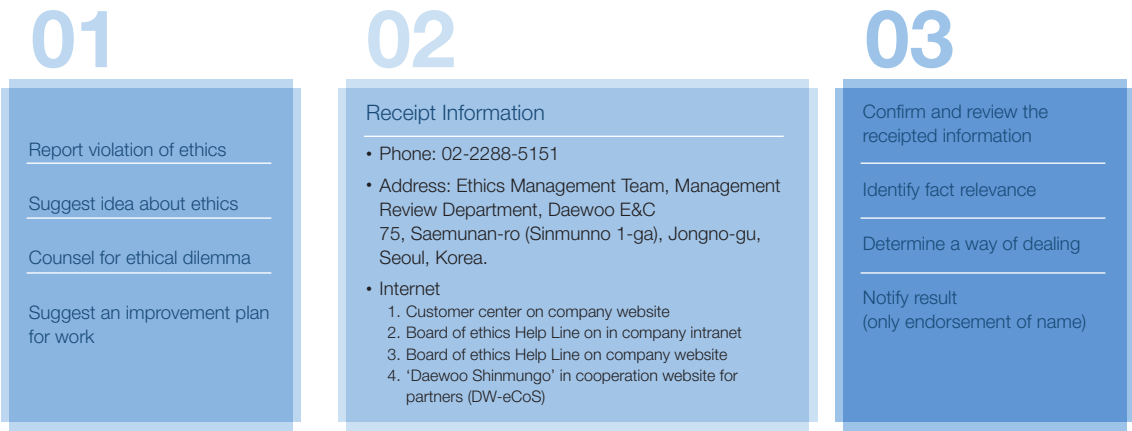 01
Report violation of ethics
Suggest idea about ethics
Counsel for ethical dilemma
Suggest an improvement plan
for work
02
Receipt Information
• Phone: 02-2288-5151
• Address: Ethics Management Team, Management
Review Department, Daewoo E&C
75, Saemunan-ro (Sinmunno 1-ga), Jongno-gu,
Seoul, Korea.
• Internet
1. Customer center on company website
2. Board of ethics Help Line on in company intranet
3. Board of ethics Help Line on company website
4. ‘Daewoo Shinmungo’ in cooperation website for
partners (DW-eCoS)
03
Confirm and review the
receipted information
Identify fact relevance
Determine a way of dealing
Notify result
(only endorsement of name)